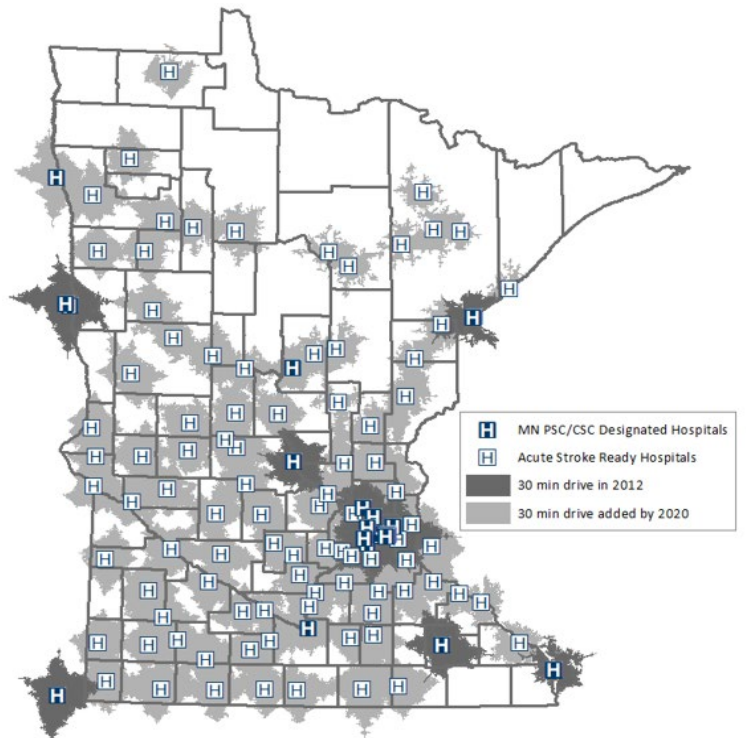 MN PSC/CSC Designated Hospitals
Acute Stroke Ready Hospitals
30 min drive in 2012
30 min drive added by 2020